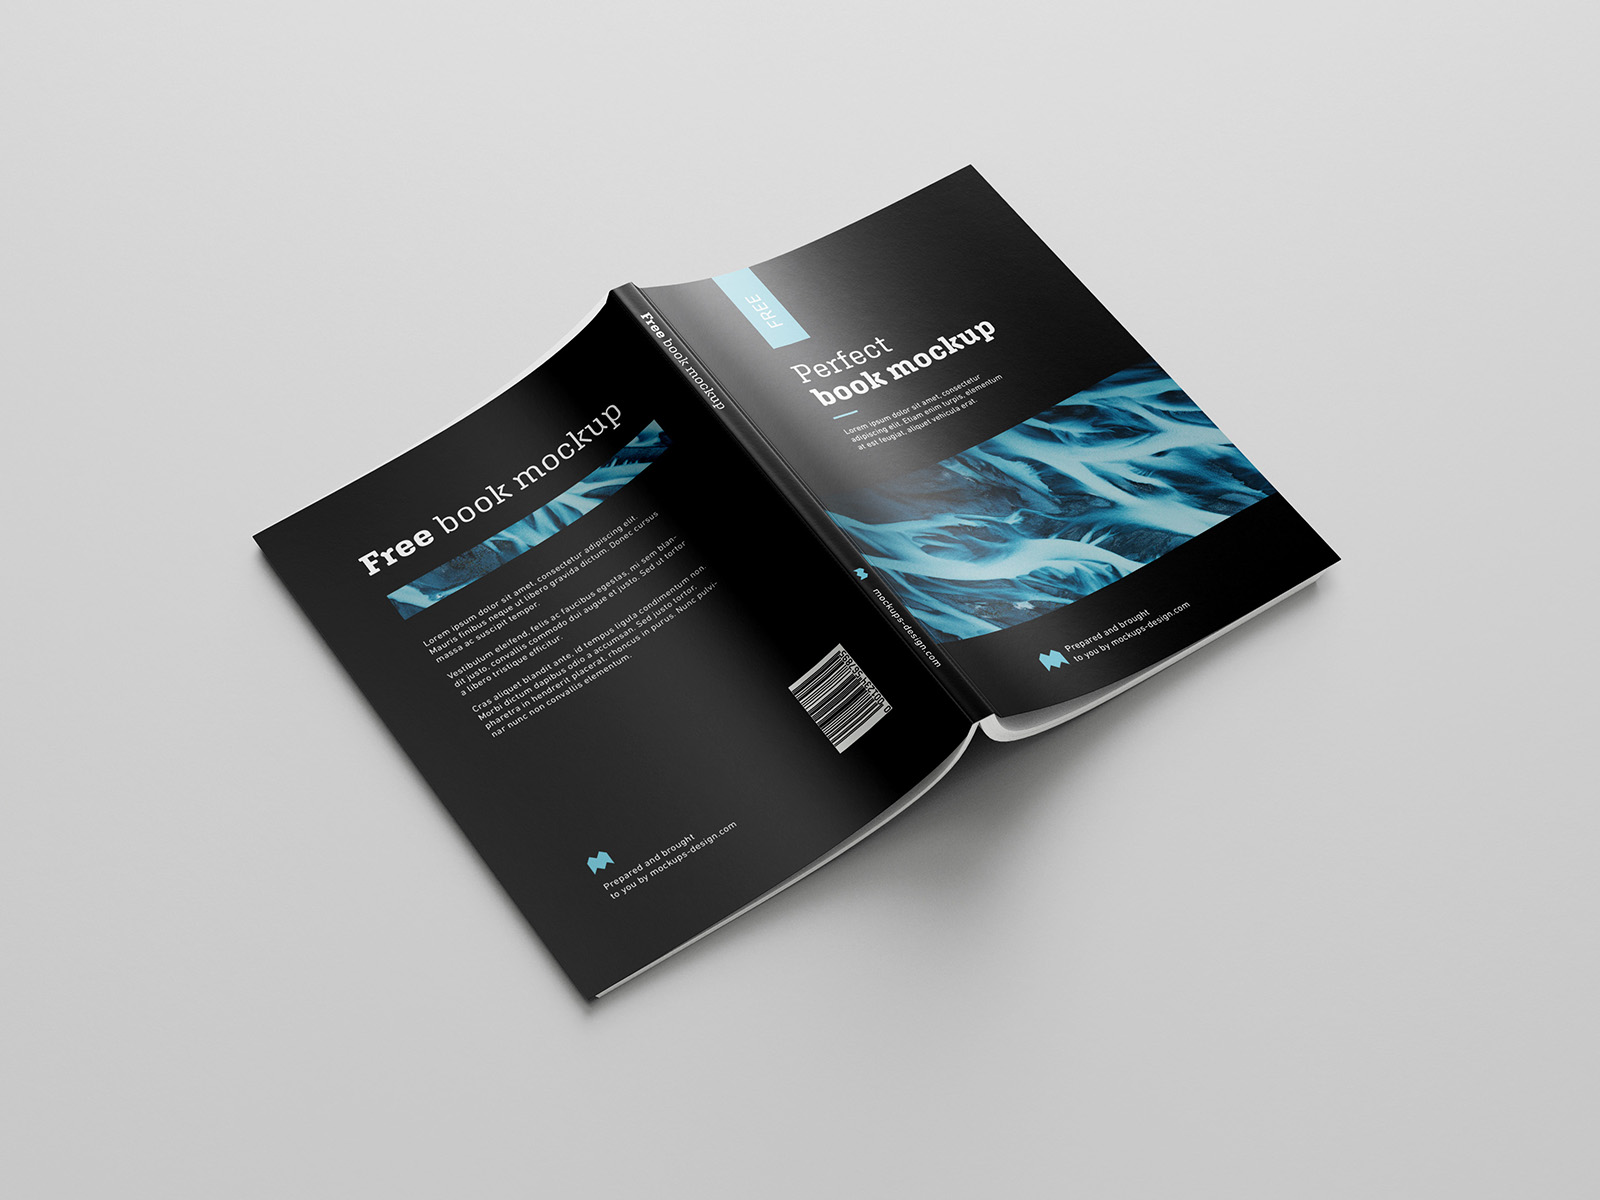 Free book mockup
Lorem ipsum dolor sit amet, consectetur adipiscing elit.
Mauris finibus neque ut libero gravida dictum. Donec cursus
massa ac suscipit tempor.
Vestibulum eleifend, felis ac faucibus egestas, mi sem blan-
dit justo, convallis commodo dui augue et justo. Sed ut tortor
a libero tristique efficitur.
Cras aliquet blandit ante, id tempus ligula condimentum non.
Morbi dictum dapibus odio a accumsan. Sed justo tortor,
pharetra in hendrerit placerat, rhoncus in purus. Nunc pulvi-
nar nunc non convallis elementum.
Prepared and brought
to you by mockups-design.com
Free book mockup
mockups-design.com
FREE
Perfect
book mockup
Lorem ipsum dolor sit amet, consectetur
adipiscing elit. Etiam enim turpis, elementum
at est feugiat, aliquet vehicula erat.
Prepared and brought
to you by mockups-design.com